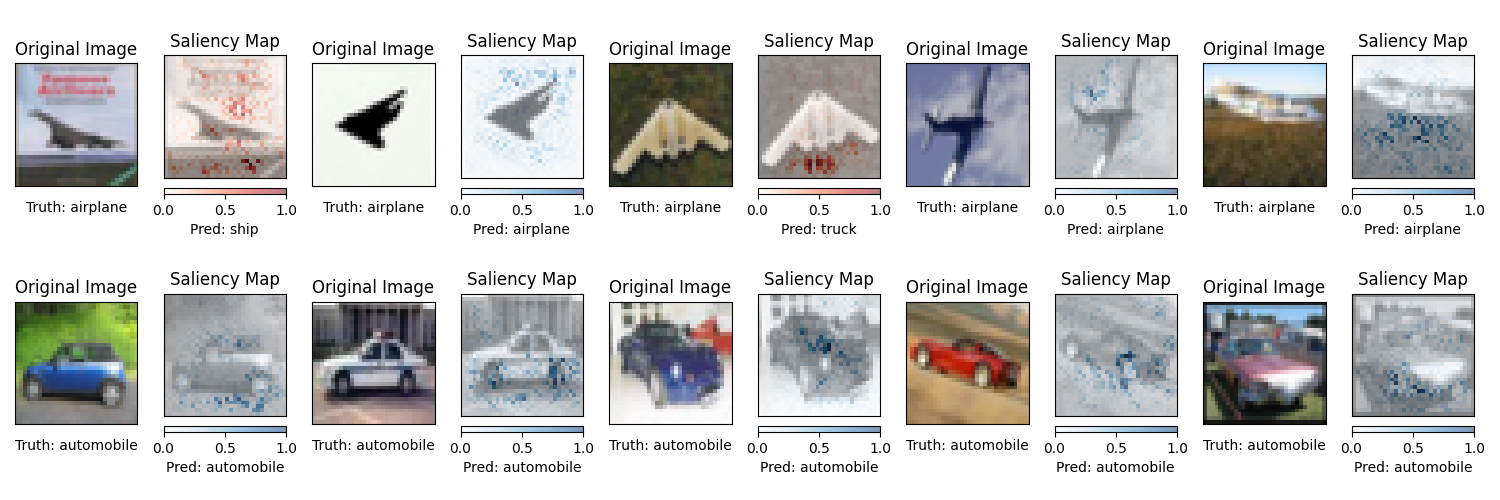 Original Image Saliency Map Original Image Saliency Map Original Image Saliency Map Original Image Saliency Map Original Image Saliency Map
Truth: airplane 0.0 0.5 1.0 Truth: airplane 0.0 0.5 1.0 Truth: airplane 0.0 0.5 1.0 Truth: airplane 0.0 0.5 1.0 Truth: airplane 0.0 0.5 1.0
Pred: ship Pred: airplane Pred: truck Pred: airplane Pred: airplane
Original Image Saliency Map Original Image Saliency Map Original Image Saliency Map Original Image Saliency Map Original Image Saliency Map
Truth: automobile 0.0 0.5 1.0 Truth: automobile 0.0 0.5 1.0 Truth: automobile 0.0 0.5 1.0 Truth: automobile 0.0 0.5 1.0 Truth: automobile 0.0 0.5 1.0
Pred: automobile Pred: automobile Pred: automobile Pred: automobile Pred: automobile